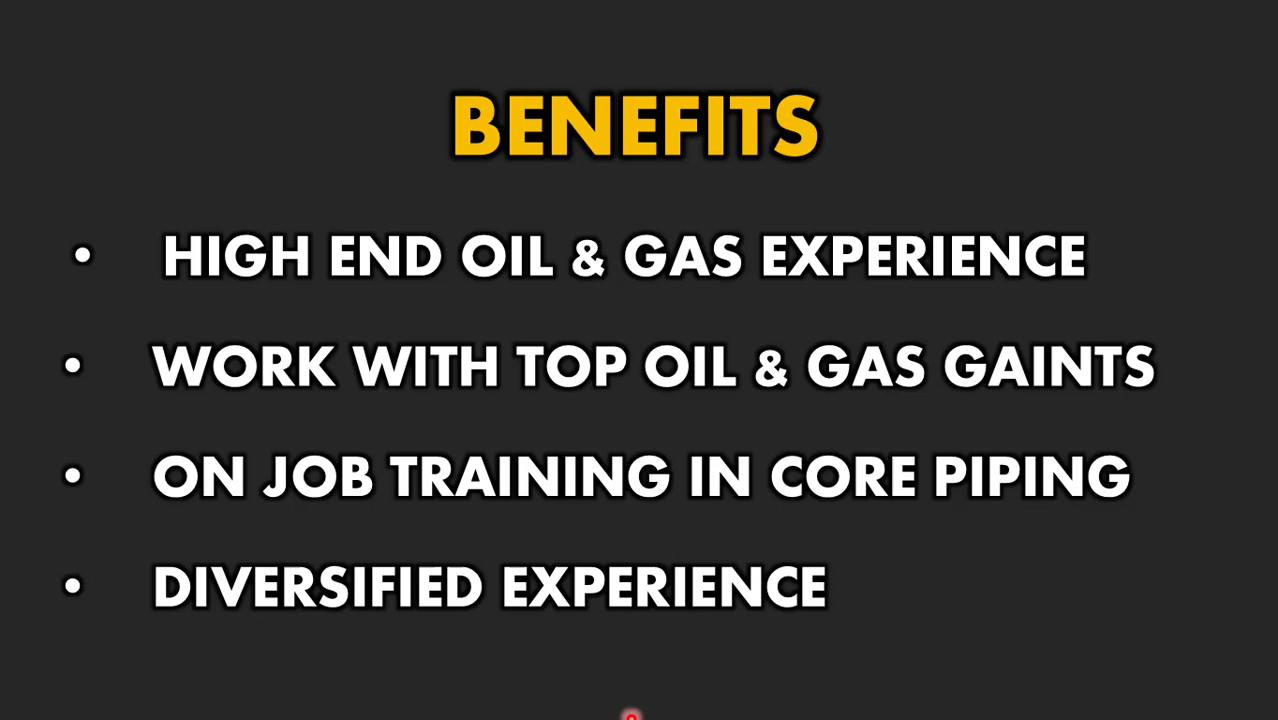 BENEFITS
• HIGH END OIL & GAS EXPERIENCE
• WORK WITH TOP OIL & GAS GAINTS
• ON JOB TRAINING IN CORE PIPING
• DIVERSIFIED EXPERIENCE